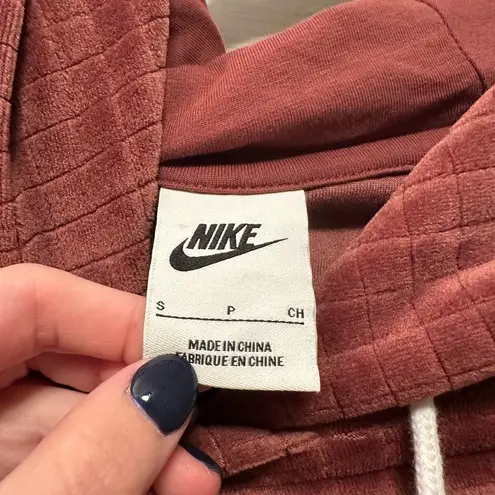 NIKE
S P CH
MADE IN CHINA
FABRIQUE EN CHINE